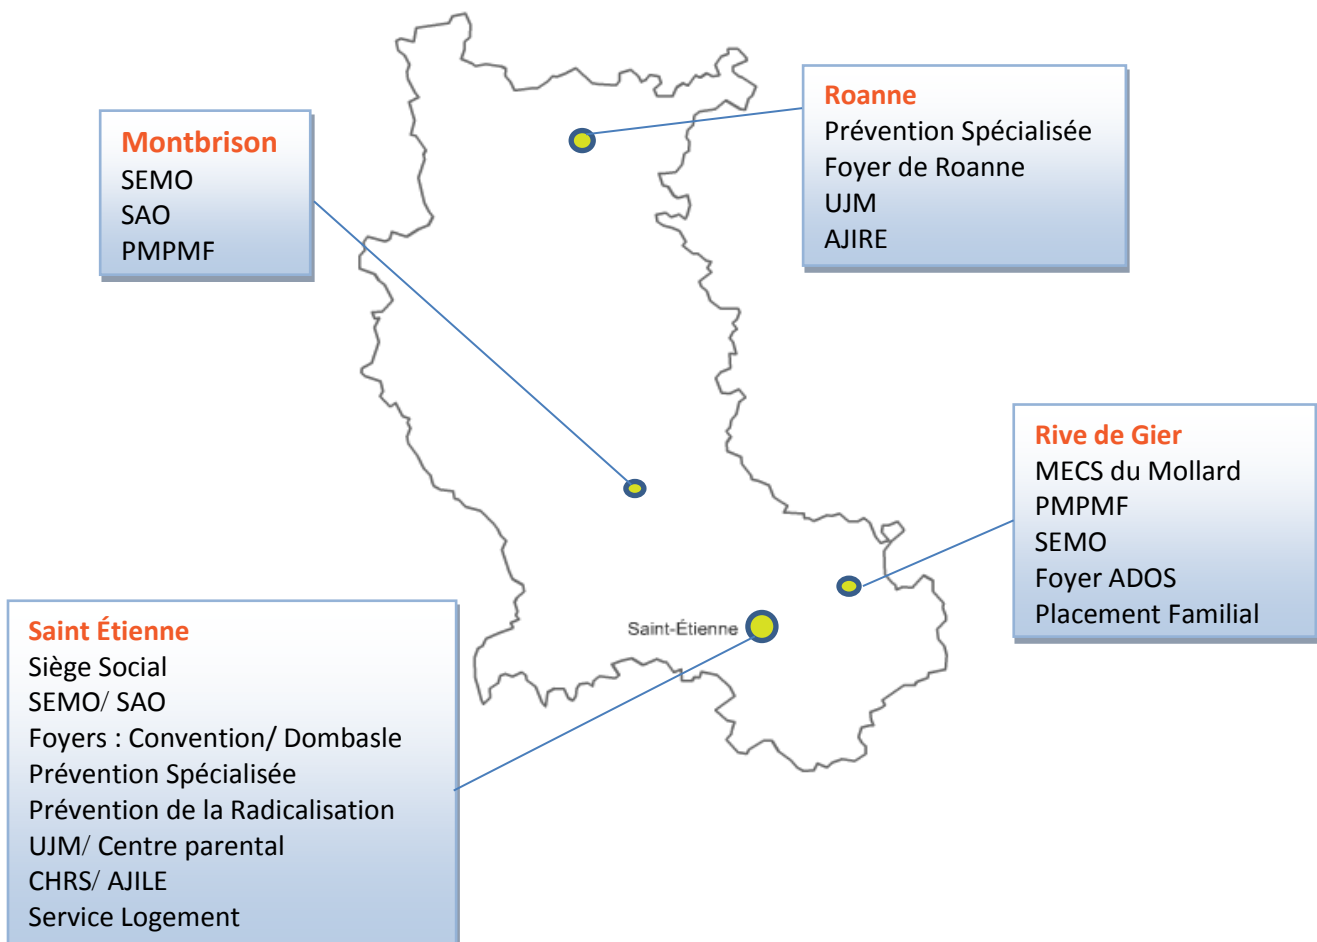 Roanne
Prévention Spécialisée
Foyer de Roanne
UJM
AJIRE
Montbrison
SEMO
SAO
PMPMF
Rive de Gier
MECS du Mollard
PMPMF
SEMO
Foyer ADOS
Placement Familial
Saint-Étienne
Saint Étienne
Siège Social
SEMO/ SAO
Foyers : Convention/ Dombasle
Prévention Spécialisée
Prévention de la Radicalisation
UJM/ Centre parental
CHRS/ AJILE
Service Logement